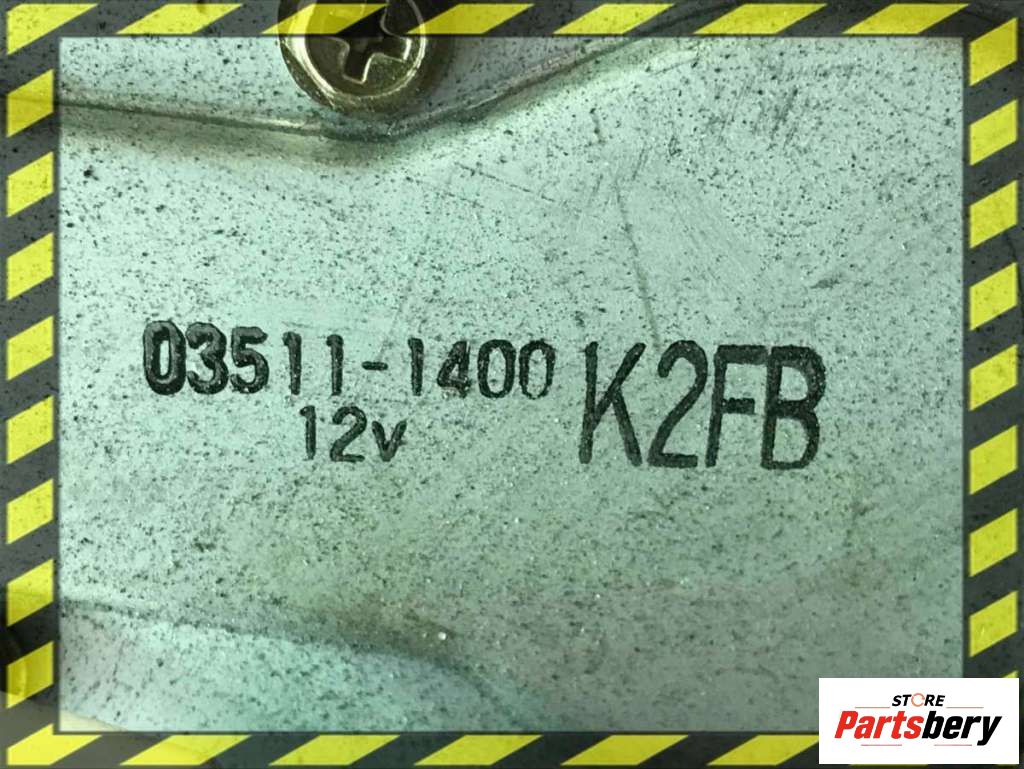 03511-1400 K2FB
12v
STORE
Partsbery